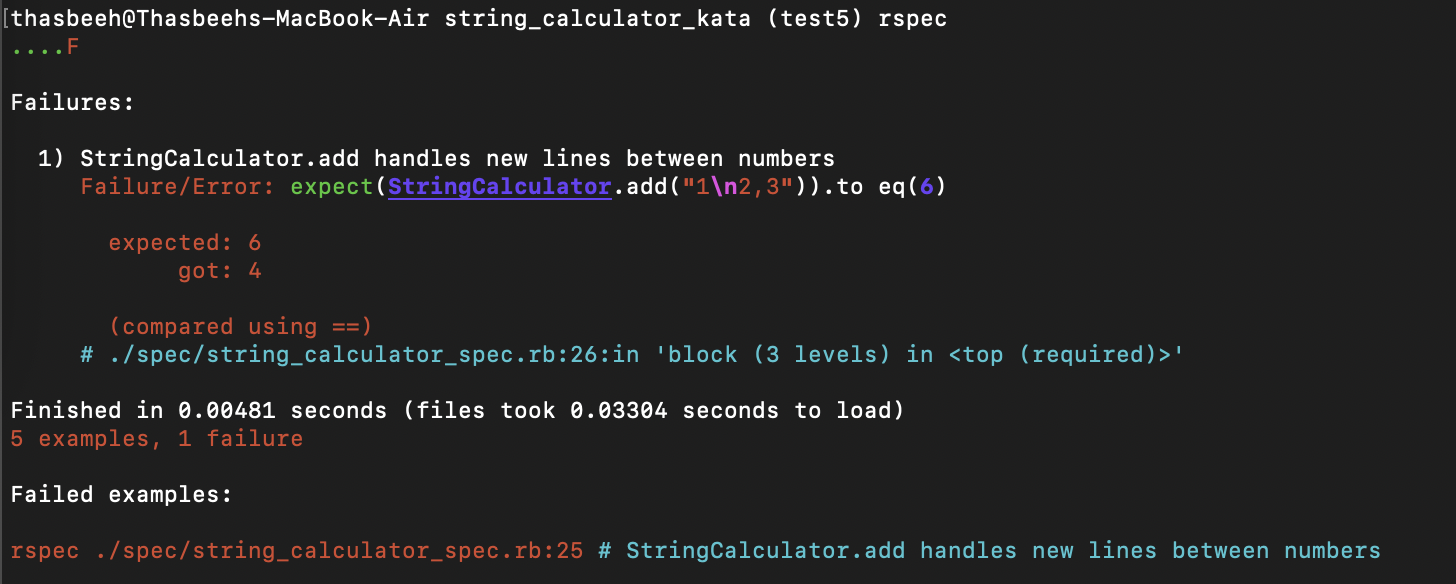 [thasbeeh@Thasbeehs-MacBook-Air string_calculator_kata (test5) rspec
....F
Failures:
1) StringCalculator.add handles new lines between numbers
Failure/Error: expect(StringCalculator.add("1\n2,3")).to eq(6)
expected: 6
got: 4
(compared using ==)
# ./spec/string_calculator_spec.rb:26:in 'block (3 levels) in <top (required)>'
Finished in 0.00481 seconds (files took 0.03304 seconds to load)
5 examples, 1 failure
Failed examples:
rspec ./spec/string_calculator_spec.rb:25 # StringCalculator.add handles new lines between numbers